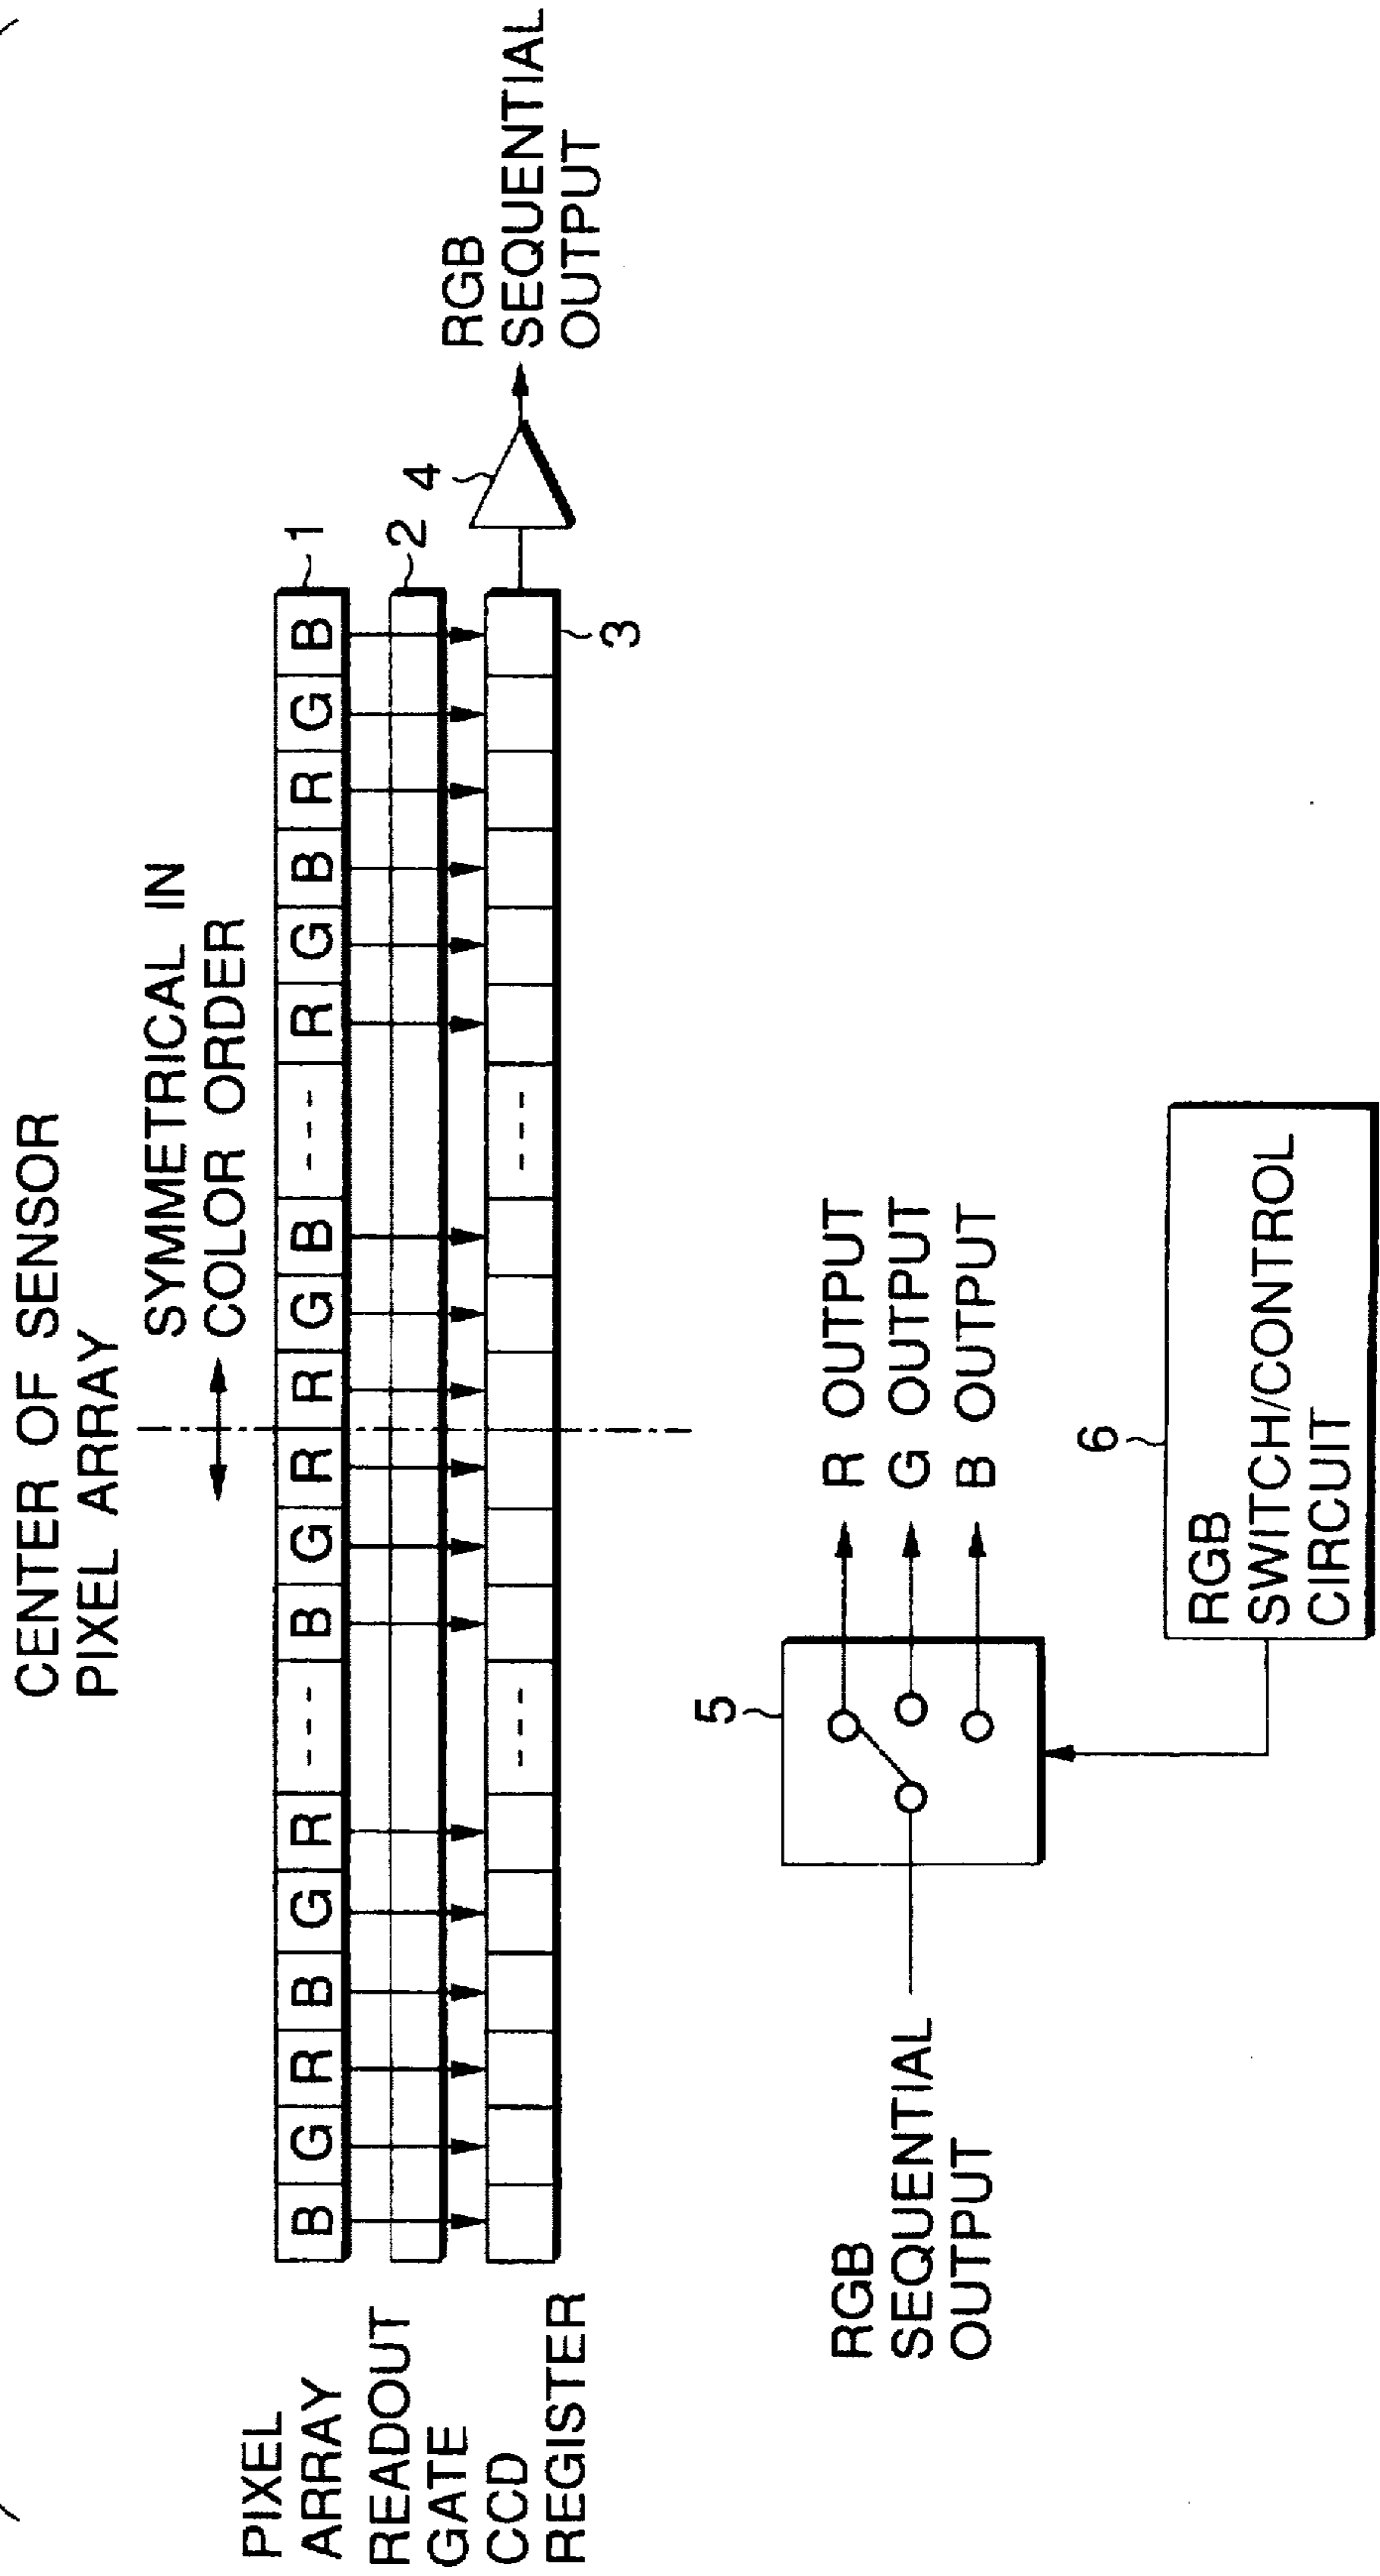 CENTER OF SENSOR
PIXEL ARRAY
SYMMETRICAL IN
COLOR ORDER
PIXEL
ARRAY
B G R B G R --- B G R R G B --- R G B R G B
1
READOUT
GATE
2
CCD
REGISTER
--- ---
3
4
RGB
SEQUENTIAL
OUTPUT
RGB
SEQUENTIAL
OUTPUT
5
R OUTPUT
G OUTPUT
B OUTPUT
6
RGB
SWITCH/CONTROL
CIRCUIT